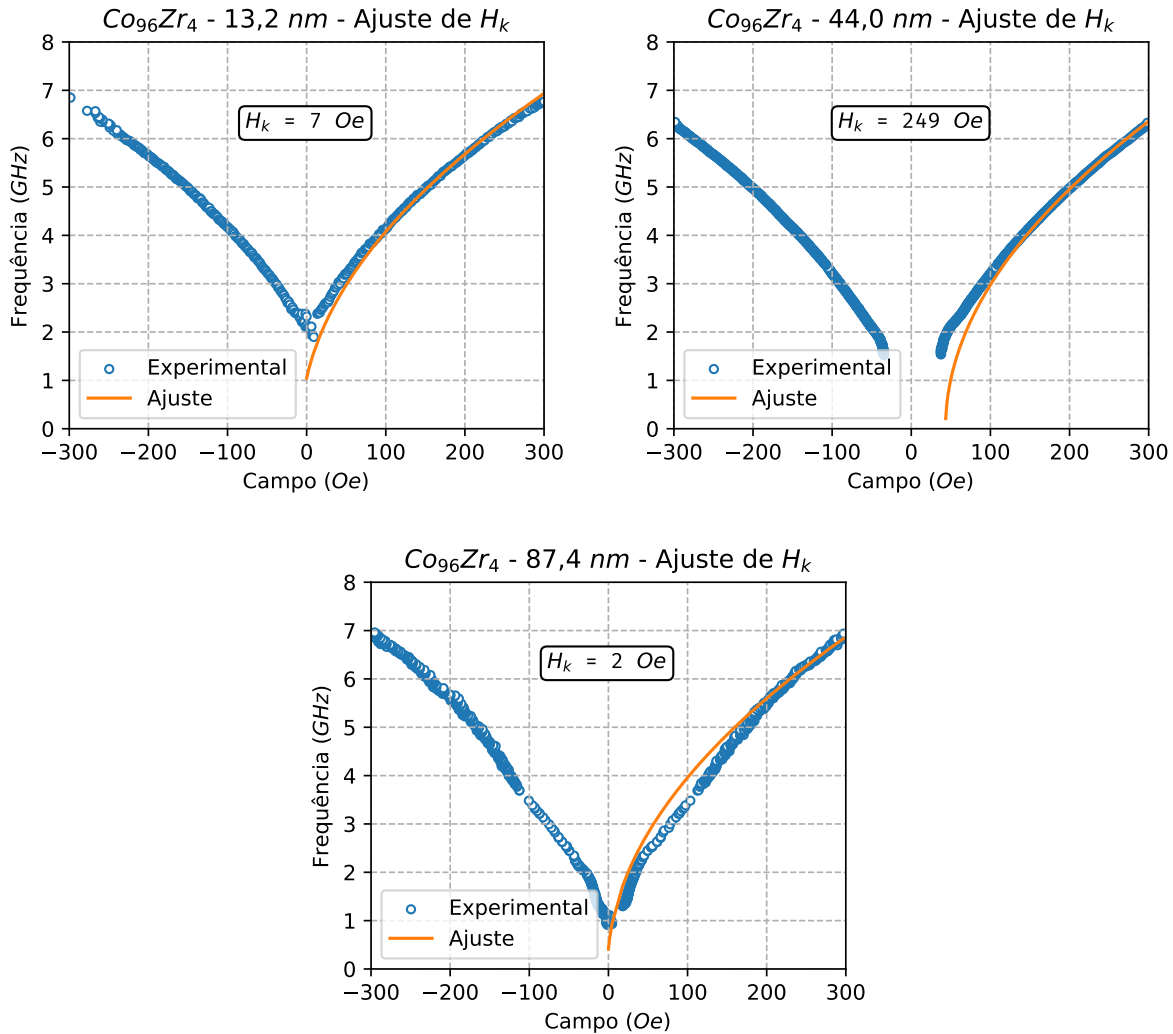 Co₉₆Zr₄ - 13,2 nm - Ajuste de Hₖ
8
7
6
5
4
3
2
1
0
Frequência (GHz)
Hₖ = 7 Oe
Experimental
Ajuste
−300 −200 −100 0 100 200 300
Campo (Oe)
Co₉₆Zr₄ - 44,0 nm - Ajuste de Hₖ
8
7
6
5
4
3
2
1
0
Frequência (GHz)
Hₖ = 249 Oe
Experimental
Ajuste
−300 −200 −100 0 100 200 300
Campo (Oe)
Co₉₆Zr₄ - 87,4 nm - Ajuste de Hₖ
8
7
6
5
4
3
2
1
0
Frequência (GHz)
Hₖ = 2 Oe
Experimental
Ajuste
−300 −200 −100 0 100 200 300
Campo (Oe)